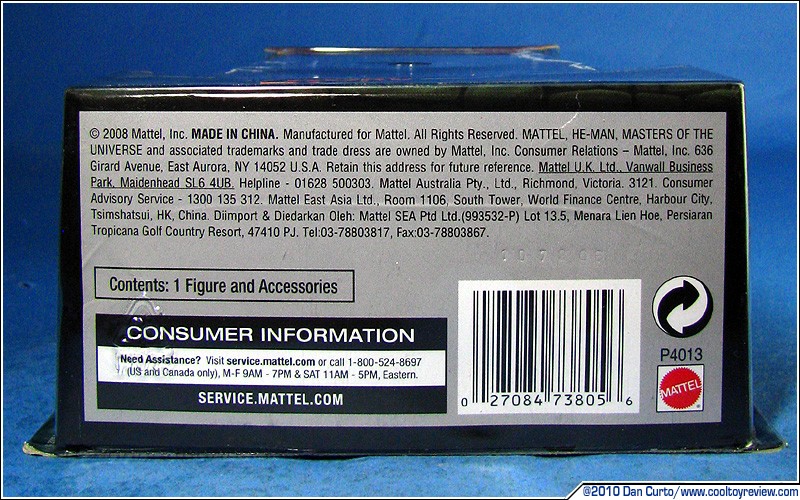 © 2008 Mattel, Inc. MADE IN CHINA. Manufactured for Mattel. All Rights Reserved. MATTEL, HE-MAN, MASTERS OF THE
UNIVERSE and associated trademarks and trade dress are owned by Mattel, Inc. Consumer Relations – Mattel, Inc. 636
Girard Avenue, East Aurora, NY 14052 U.S.A. Retain this address for future reference. Mattel U.K. Ltd., Vanwall Business
Park, Maidenhead SL6 4UB. Helpline - 01628 500303. Mattel Australia Pty., Ltd., Richmond, Victoria. 3121. Consumer
Advisory Service - 1300 135 312. Mattel East Asia Ltd., Room 1106, South Tower, World Finance Centre, Harbour City,
Tsimshatsui, HK, China. Diimport & Diedarkan Oleh: Mattel SEA Ptd Ltd.(993532-P) Lot 13.5, Menara Lien Hoe, Persiaran
Tropicana Golf Country Resort, 47410 PJ. Tel:03-78803817, Fax:03-78803867.
Contents: 1 Figure and Accessories
CONSUMER INFORMATION
Need Assistance? Visit service.mattel.com or call 1-800-524-8697
(US and Canada only), M-F 9AM - 7PM & SAT 11AM - 5PM, Eastern.
SERVICE.MATTEL.COM
0 27084 73805 6
P4013
MATTEL
©2010 Dan Curto/www.cooltoyreview.com